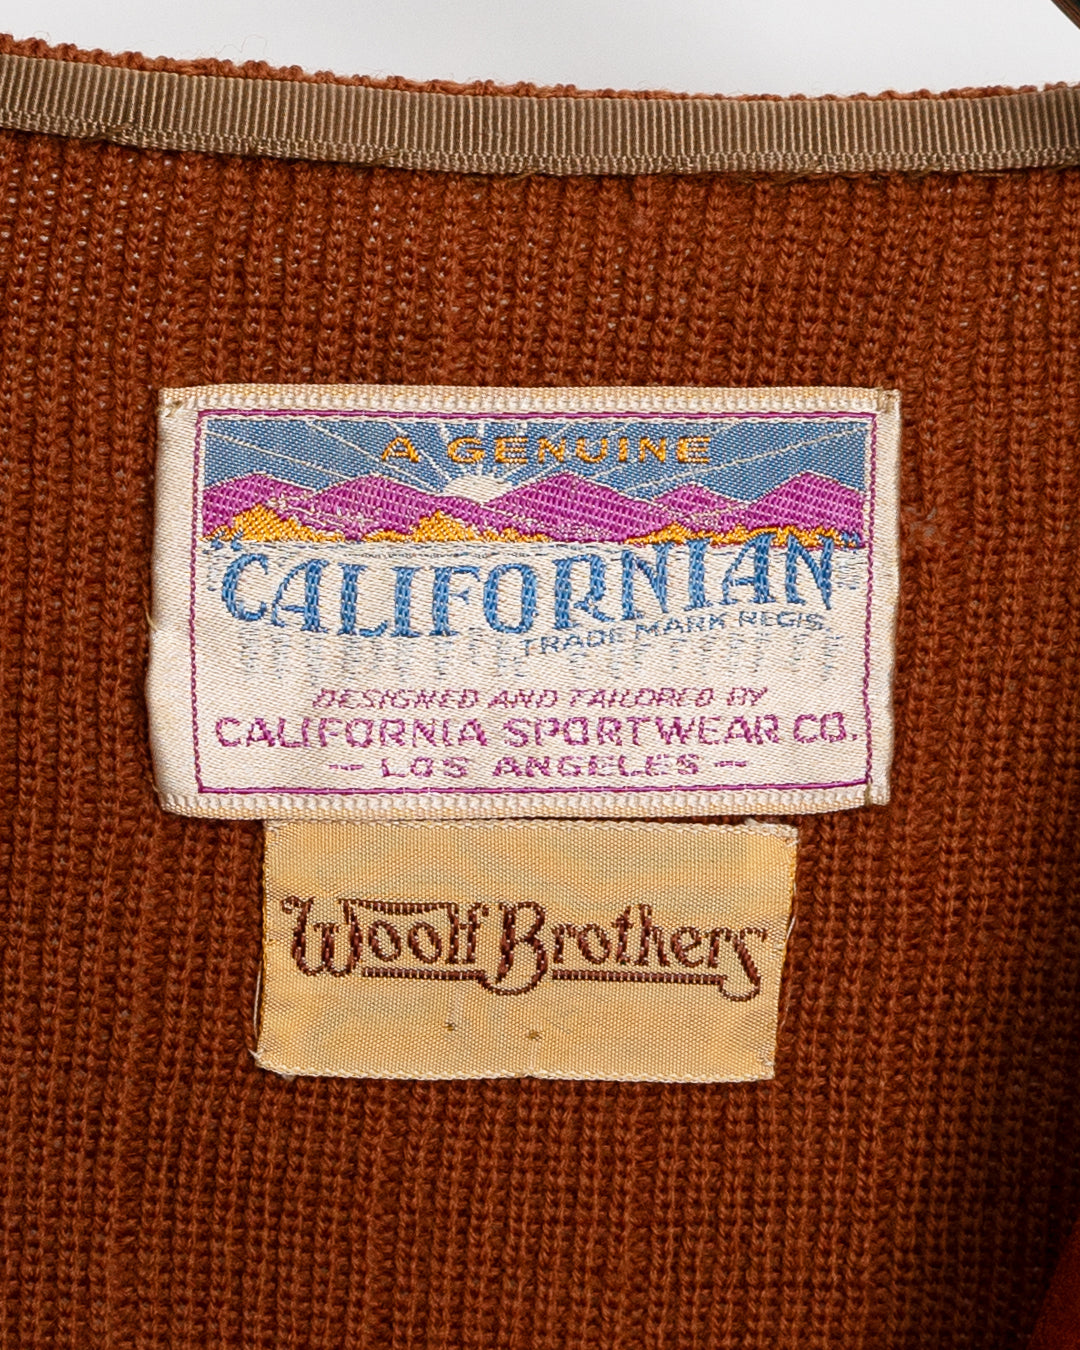 A GENUINE
"CALIFORNIAN"
TRADE MARK REGIS.
DESIGNED AND TAILORED BY
CALIFORNIA SPORTWEAR CO.
- LOS ANGELES -
Woolf Brothers